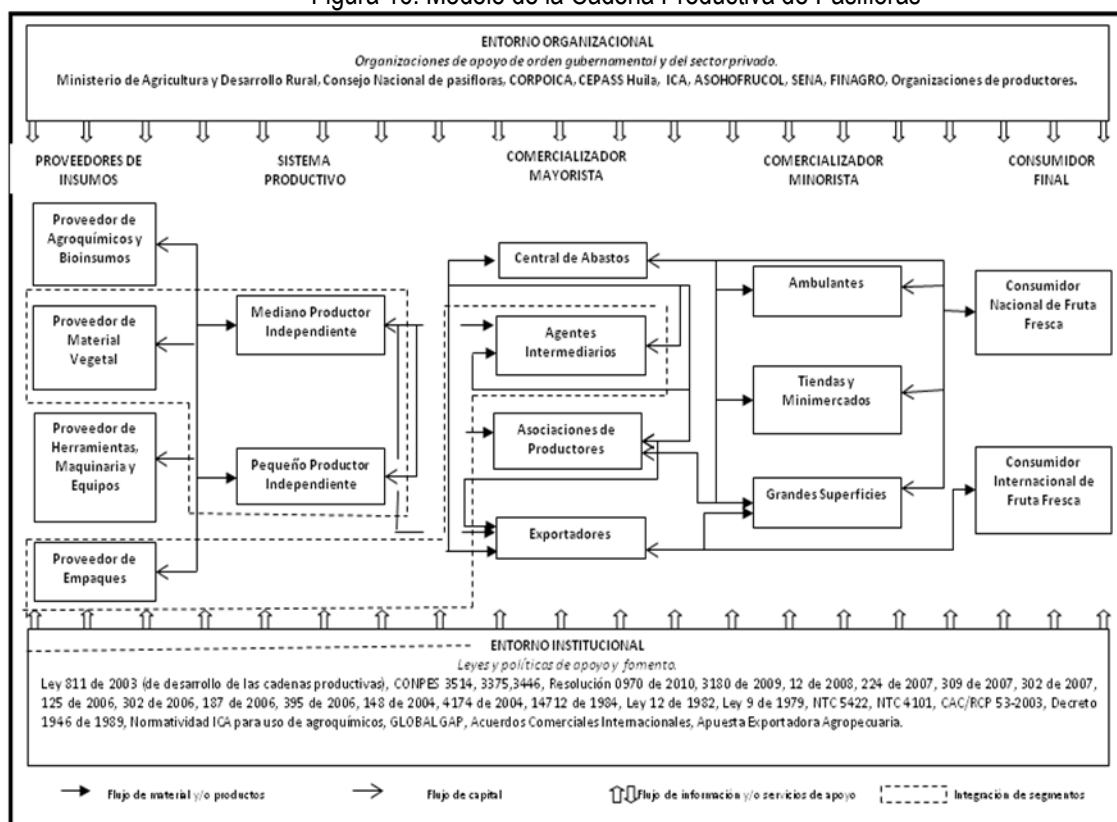 Figura 10. Modelo de la Cadena Productiva de Pasifloras
ENTORNO ORGANIZACIONAL
Organizaciones de apoyo de orden gubernamental y del sector privado.
Ministerio de Agricultura y Desarrollo Rural, Consejo Nacional de pasifloras, CORPOICA, CEPASS Huila, ICA, ASOHOFRUCOL, SENA, FINAGRO, Organizaciones de productores.
PROVEEDORES DE
INSUMOS
SISTEMA
PRODUCTIVO
COMERCIALIZADOR
MAYORISTA
COMERCIALIZADOR
MINORISTA
CONSUMIDOR
FINAL
Proveedor de
Agroquímicos y
Bioinsumos
Proveedor de
Material
Vegetal
Proveedor de
Herramientas,
Maquinaria y
Equipos
Proveedor de
Empaques
Mediano Productor
Independiente
Pequeño Productor
Independiente
Central de Abastos
Agentes
Intermediarios
Asociaciones de
Productores
Exportadores
Ambulantes
Tiendas y
Minimercados
Grandes Superficies
Consumidor
Nacional de Fruta
Fresca
Consumidor
Internacional de
Fruta Fresca
ENTORNO INSTITUCIONAL
Leyes y políticas de apoyo y fomento.
Ley 811 de 2003 (de desarrollo de las cadenas productivas), CONPES 3514, 3375,3446, Resolución 0970 de 2010, 3180 de 2009, 12 de 2008, 224 de 2007, 309 de 2007, 302 de 2007,
125 de 2006, 302 de 2006, 187 de 2006, 395 de 2006, 148 de 2004, 4174 de 2004, 14712 de 1984, Ley 12 de 1982, Ley 9 de 1979, NTC 5422, NTC 4101, CAC/RCP 53-2003, Decreto
1946 de 1989, Normatividad ICA para uso de agroquímicos, GLOBAL GAP, Acuerdos Comerciales Internacionales, Apuesta Exportadora Agropecuaria.
Flujo de material y/o productos
Flujo de capital
Flujo de información y/o servicios de apoyo
Integración de segmentos